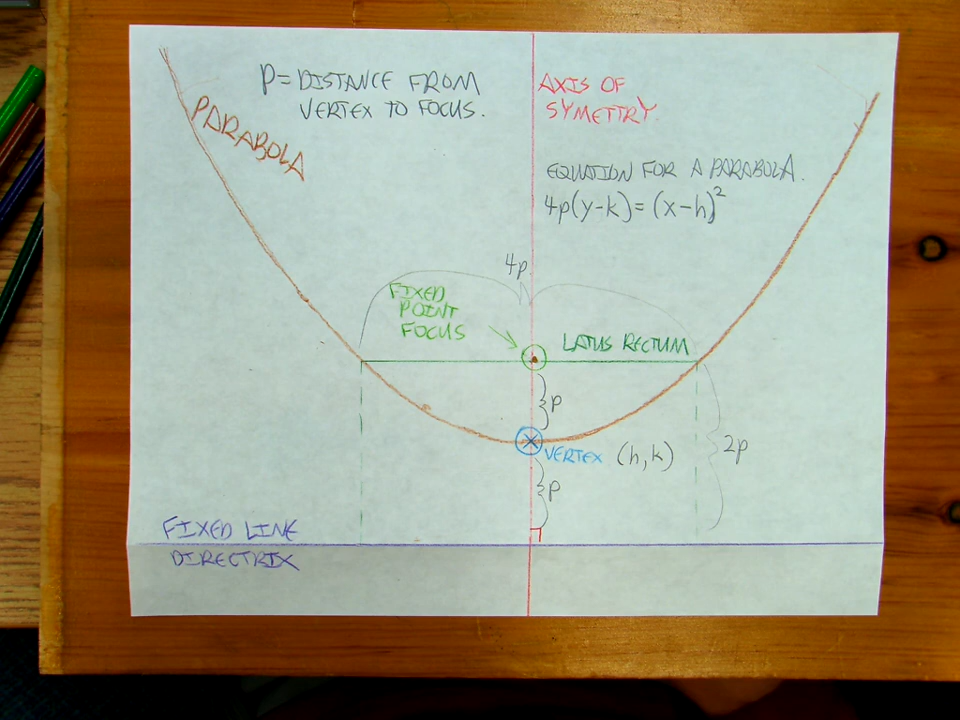 P = DISTANCE FROM
VERTEX TO FOCUS.
AXIS OF
SYMETTRY.
PARABOLA
EQUATION FOR A PARABOLA.
4p(y-k) = (x-h)²
4p
FIXED
POINT
FOCUS
LATUS RECTUM
p
VERTEX (h,k)
2p
p
FIXED LINE
DIRECTRIX